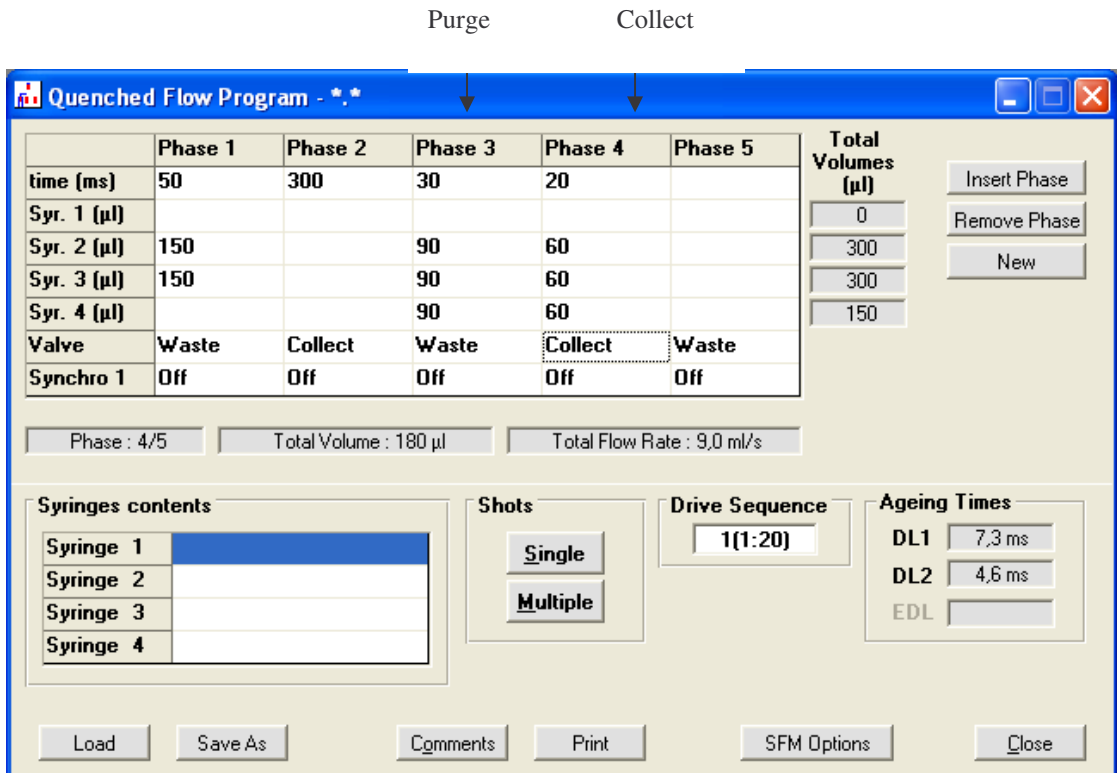 Purge Collect
Quenched Flow Program - *.*
Phase 1 Phase 2 Phase 3 Phase 4 Phase 5
time (ms) 50 300 30 20
Syr. 1 (µl)
Syr. 2 (µl) 150 90 60
Syr. 3 (µl) 150 90 60
Syr. 4 (µl) 90 60
Valve Waste Collect Waste Collect Waste
Synchro 1 Off Off Off Off Off
Total
Volumes
(µl)
0
300
300
150
Insert Phase
Remove Phase
New
Phase : 4/5 Total Volume : 180 µl Total Flow Rate : 9,0 ml/s
Syringes contents
Syringe 1
Syringe 2
Syringe 3
Syringe 4
Shots
Single
Multiple
Drive Sequence
1(1:20)
Ageing Times
DL1 7,3 ms
DL2 4,6 ms
EDL
Load Save As Comments Print SFM Options Close